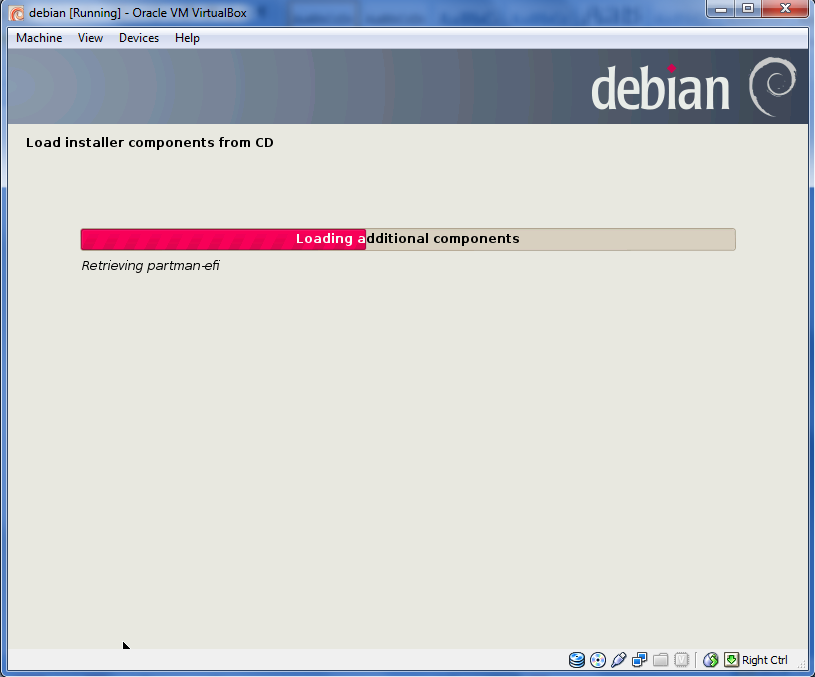 debian [Running] - Oracle VM VirtualBox
Machine View Devices Help
debian
Load installer components from CD
Loading additional components
Retrieving partman-efi
Right Ctrl